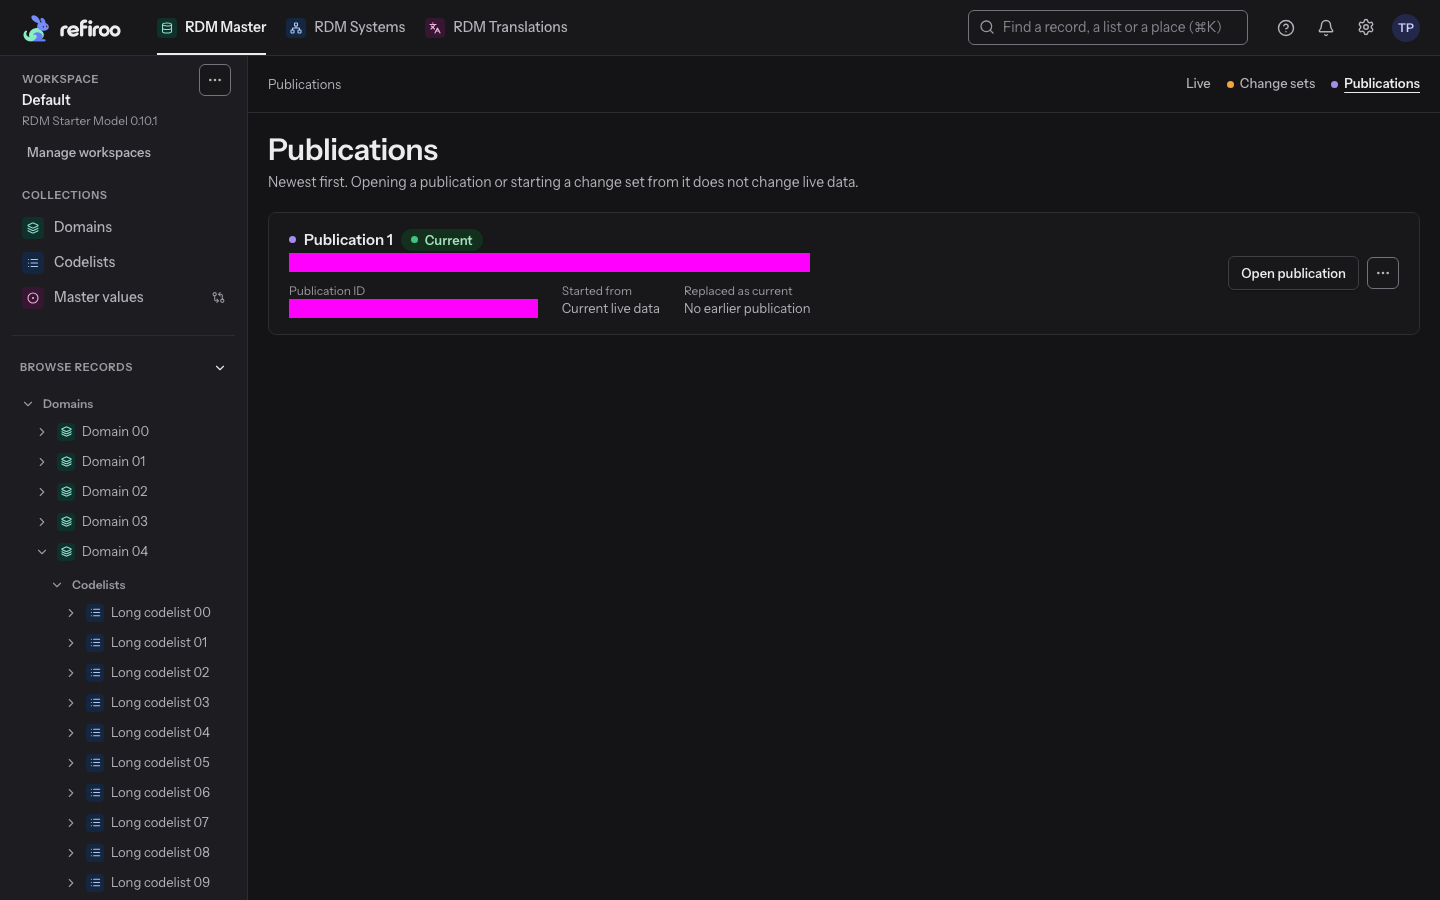 refiroo
RDM Master
RDM Systems
RDM Translations
Find a record, a list or a place (⌘K)
TP
WORKSPACE
Default
RDM Starter Model 0.10.1
Manage workspaces
COLLECTIONS
Domains
Codelists
Master values
BROWSE RECORDS
Domains
Domain 00
Domain 01
Domain 02
Domain 03
Domain 04
Codelists
Long codelist 00
Long codelist 01
Long codelist 02
Long codelist 03
Long codelist 04
Long codelist 05
Long codelist 06
Long codelist 07
Long codelist 08
Long codelist 09
Publications
Live
Change sets
Publications
Publications
Newest first. Opening a publication or starting a change set from it does not change live data.
Publication 1
Current
Publication ID
Started from
Current live data
Replaced as current
No earlier publication
Open publication